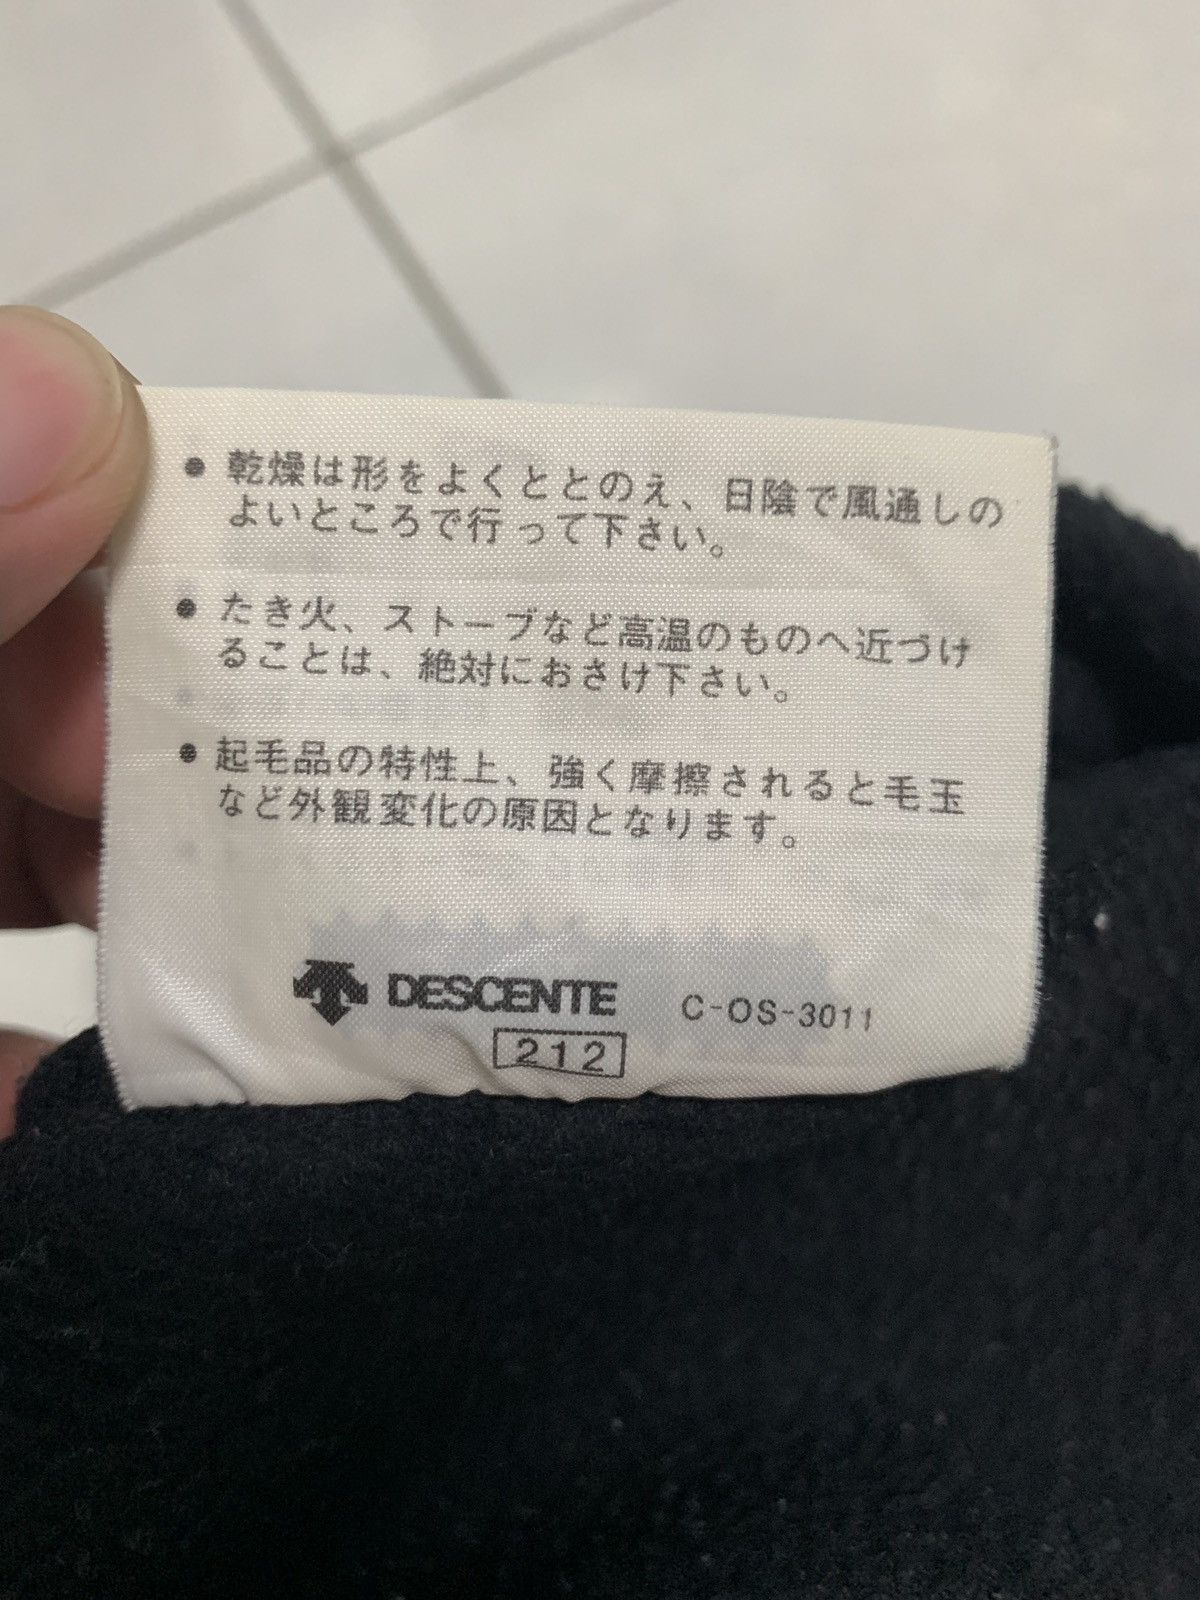 ● 乾燥は形をよくととのえ、日陰で風通しの
よいところで行って下さい。
● たき火、ストーブなど高温のものへ近づけ
ることは、絶対におさけ下さい。
● 起毛品の特性上、強く摩擦されると毛玉
など外観変化の原因となります。
DESCENTE C-OS-3011
212